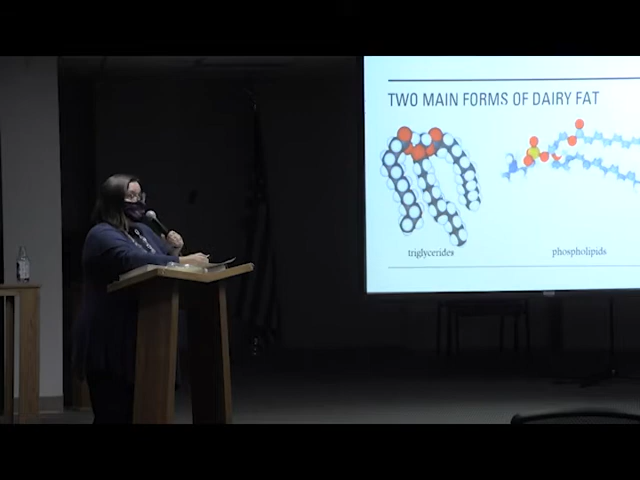 TWO MAIN FORMS OF DAIRY FAT
triglycerides
phospholipids